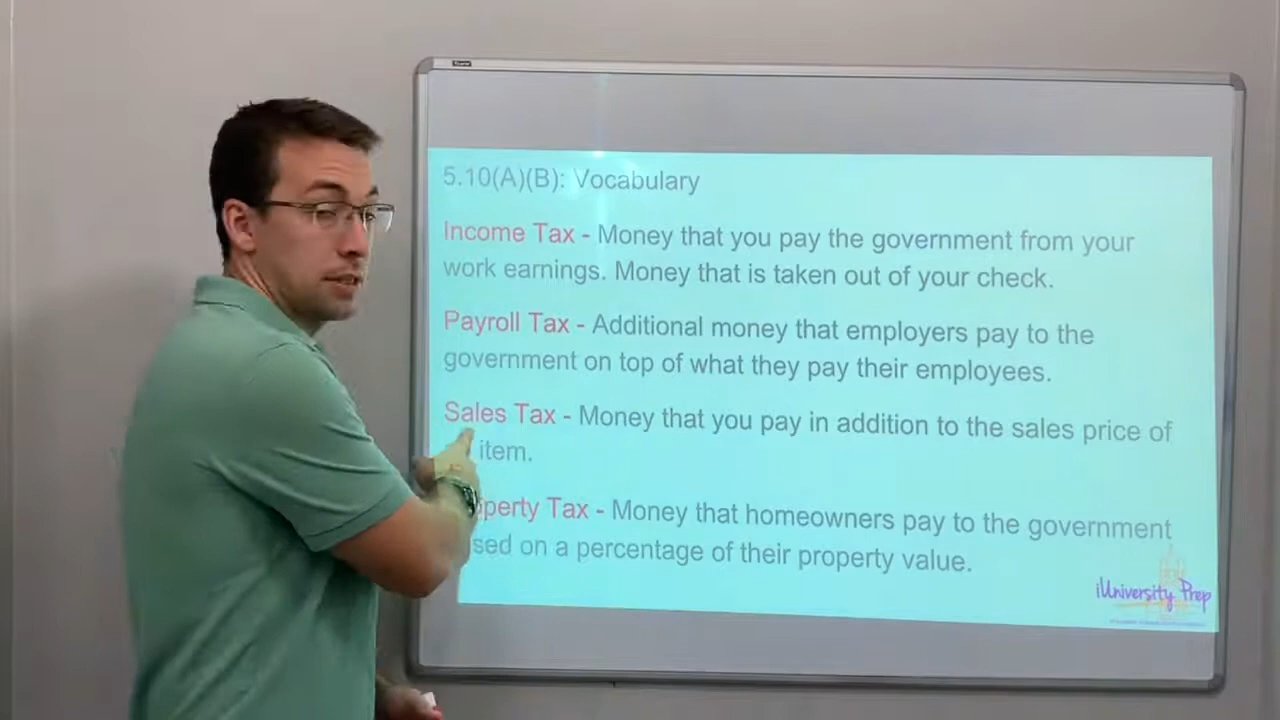 5.10(A)(B): Vocabulary
Income Tax - Money that you pay the government from your
work earnings. Money that is taken out of your check.
Payroll Tax - Additional money that employers pay to the
government on top of what they pay their employees.
Sales Tax - Money that you pay in addition to the sales price of
item.
perty Tax - Money that homeowners pay to the government
sed on a percentage of their property value.
iUniversity Prep